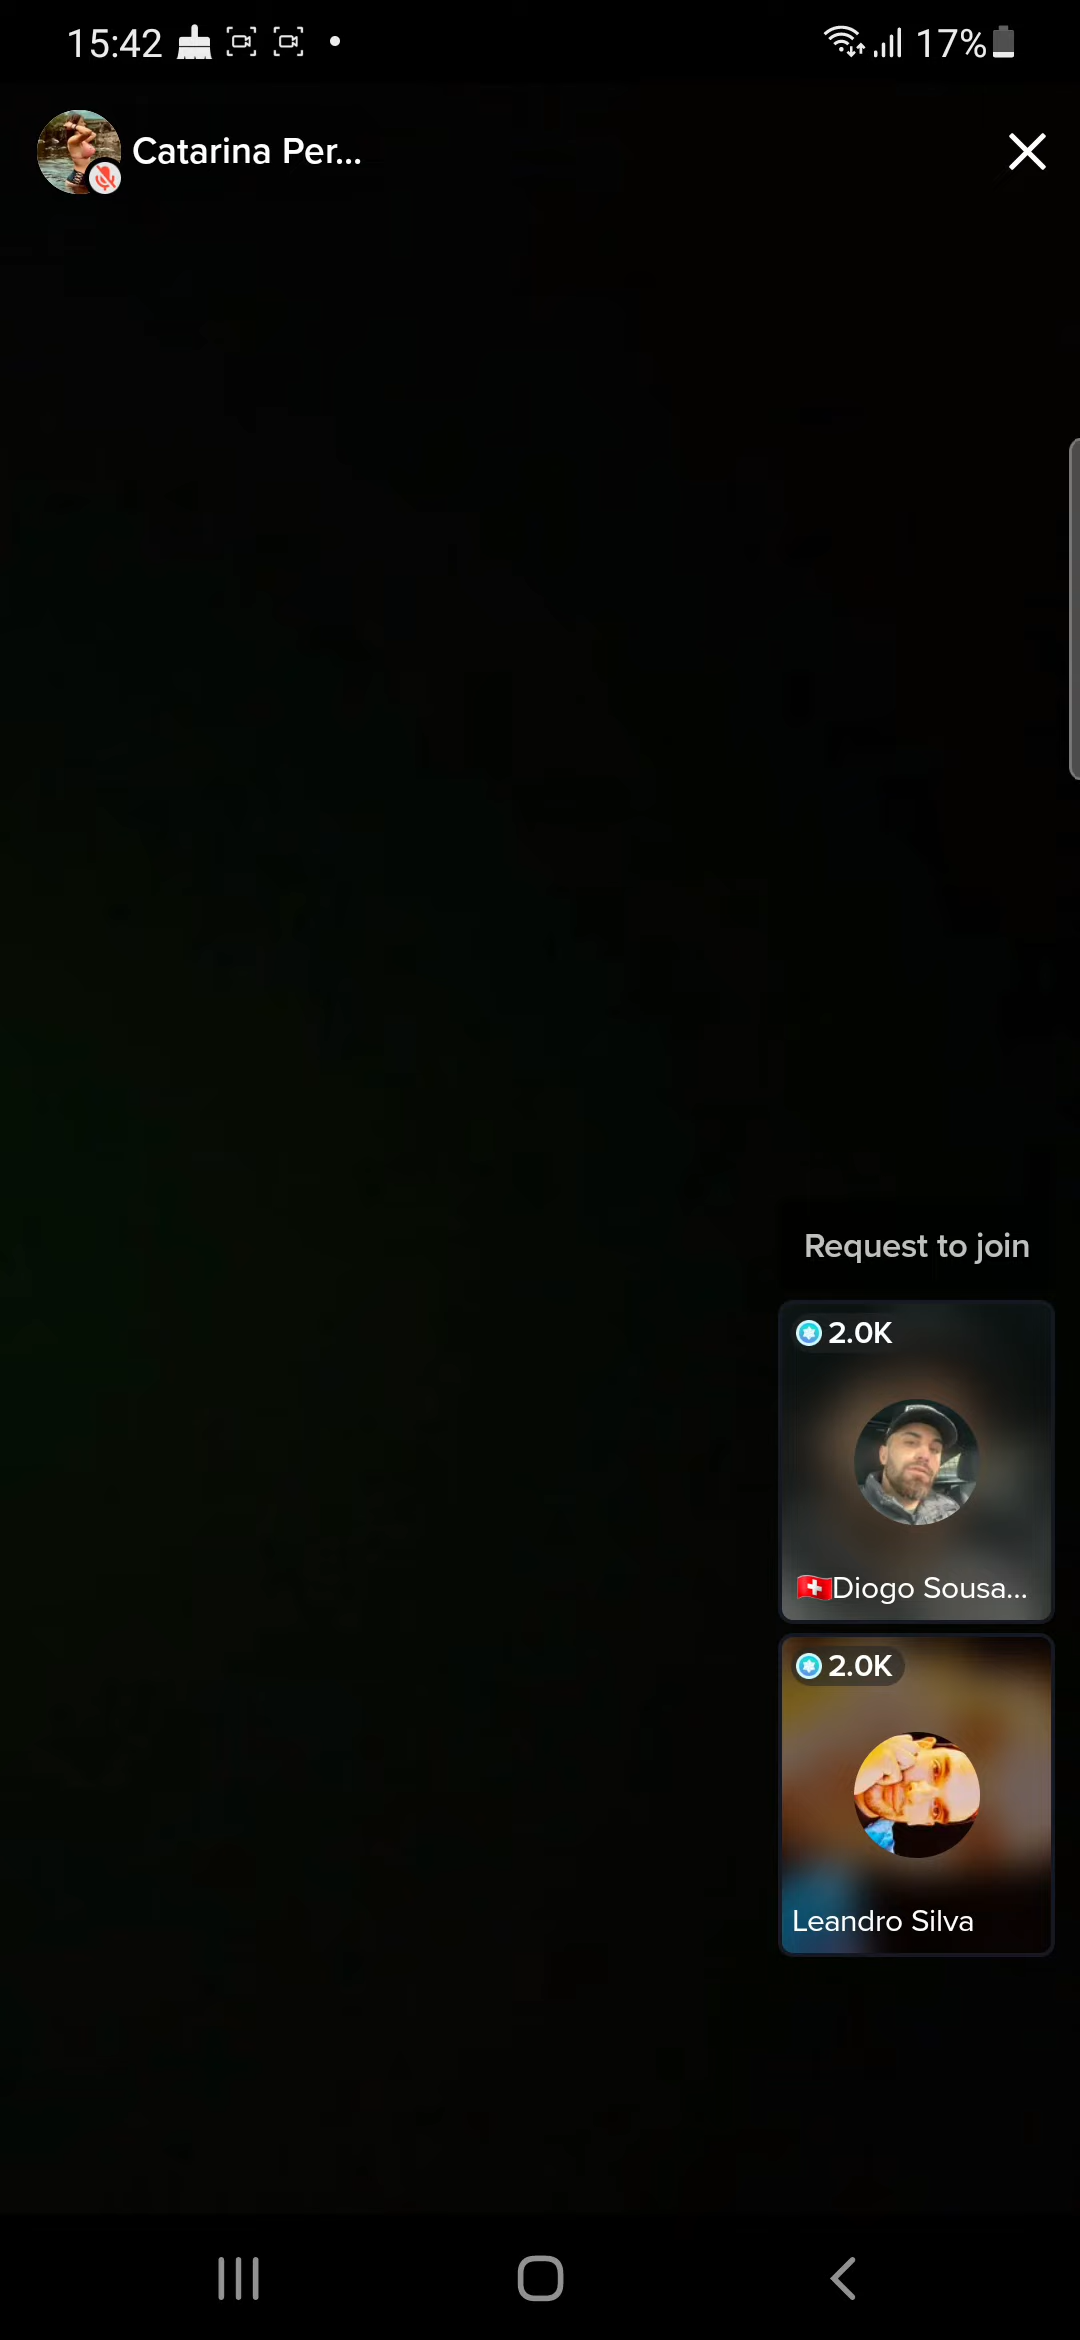 15:42
17%
Catarina Per...
Request to join
2.0K
🇨🇭Diogo Sousa...
2.0K
Leandro Silva